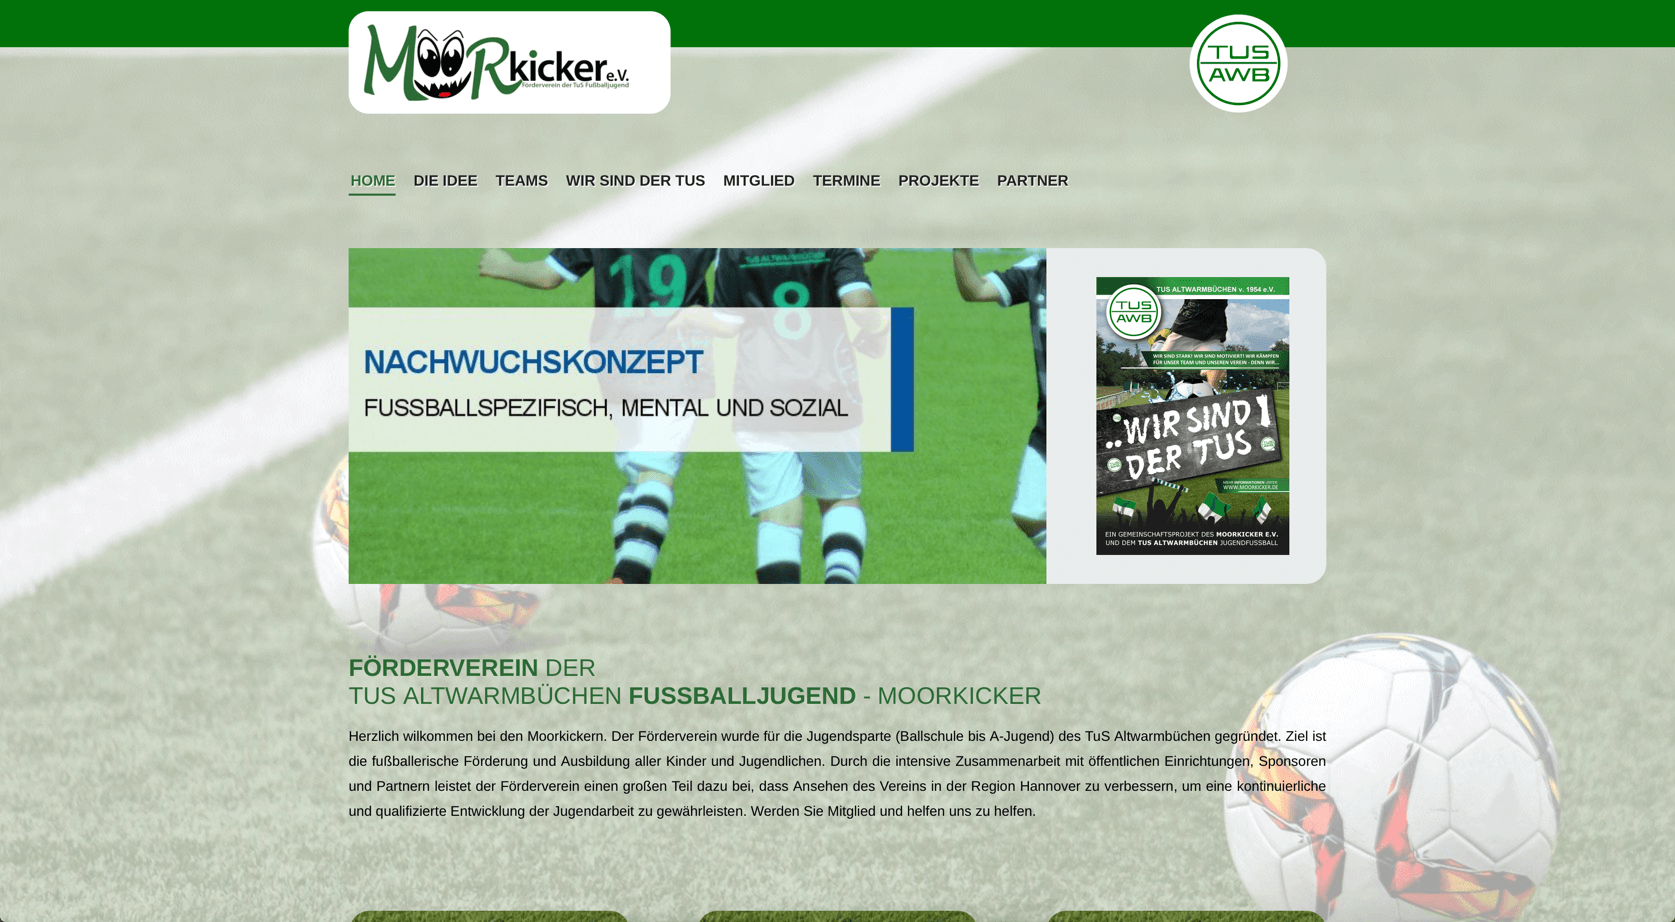 MOORkicker e.V.
Förderverein der TuS Fußballjugend
TUS
AWB
HOME DIE IDEE TEAMS WIR SIND DER TUS MITGLIED TERMINE PROJEKTE PARTNER
19
8
TUS ALTWARMBÜCHEN
NACHWUCHSKONZEPT
FUSSBALLSPEZIFISCH, MENTAL UND SOZIAL
TUS ALTWARMBÜCHEN v. 1954 e.V.
TUS
AWB
WIR SIND STARK! WIR SIND MOTIVIERT! WIR KÄMPFEN
FÜR UNSER TEAM UND UNSEREN VEREIN - DENN WIR...
..WIR SIND 1
DER TUS
MEHR INFORMATIONEN UNTER
WWW.MOORKICKER.DE
EIN GEMEINSCHAFTSPROJEKT DES MOORKICKER E.V.
UND DEM TUS ALTWARMBÜCHEN JUGENDFUSSBALL
FÖRDERVEREIN DER
TUS ALTWARMBÜCHEN FUSSBALLJUGEND - MOORKICKER
Herzlich wilkommen bei den Moorkickern. Der Förderverein wurde für die Jugendsparte (Ballschule bis A-Jugend) des TuS Altwarmbüchen gegründet. Ziel ist
die fußballerische Förderung und Ausbildung aller Kinder und Jugendlichen. Durch die intensive Zusammenarbeit mit öffentlichen Einrichtungen, Sponsoren
und Partnern leistet der Förderverein einen großen Teil dazu bei, dass Ansehen des Vereins in der Region Hannover zu verbessern, um eine kontinuierliche
und qualifizierte Entwicklung der Jugendarbeit zu gewährleisten. Werden Sie Mitglied und helfen uns zu helfen.